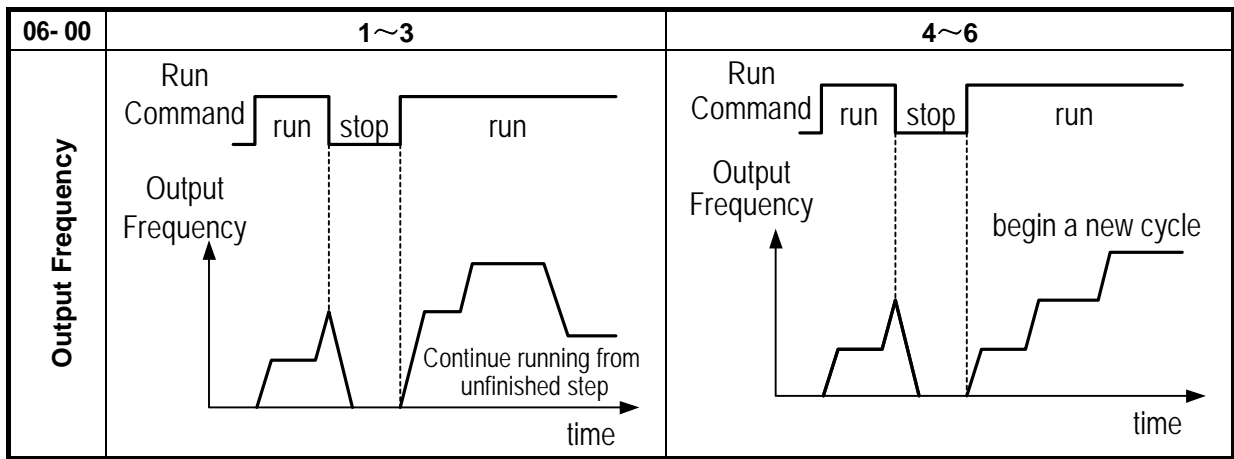 06- 00
1～3
4～6
Output Frequency
Run
Command
run
stop
run
Output
Frequency
Continue running from
unfinished step
time
Run
Command
run
stop
run
Output
Frequency
begin a new cycle
time